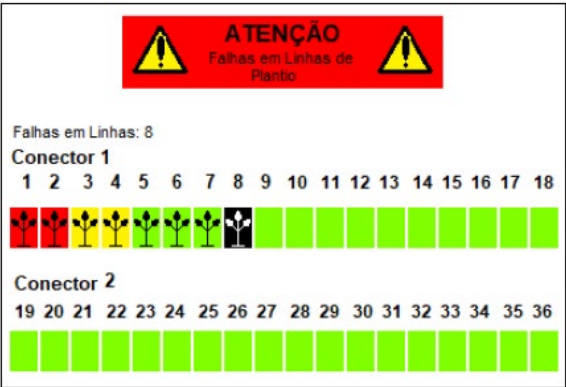 ATENÇÃO
Falhas em Linhas de
Plantio
Falhas em Linhas: 8
Conector 1
1 2 3 4 5 6 7 8 9 10 11 12 13 14 15 16 17 18
Conector 2
19 20 21 22 23 24 25 26 27 28 29 30 31 32 33 34 35 36